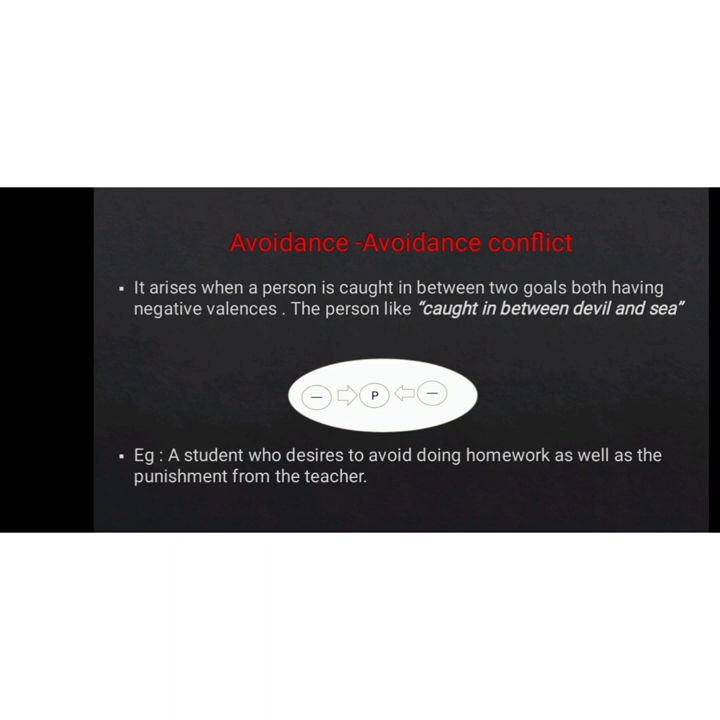 Avoidance -Avoidance conflict
▪ It arises when a person is caught in between two goals both having
negative valences . The person like “caught in between devil and sea”
— P —
▪ Eg : A student who desires to avoid doing homework as well as the
punishment from the teacher.